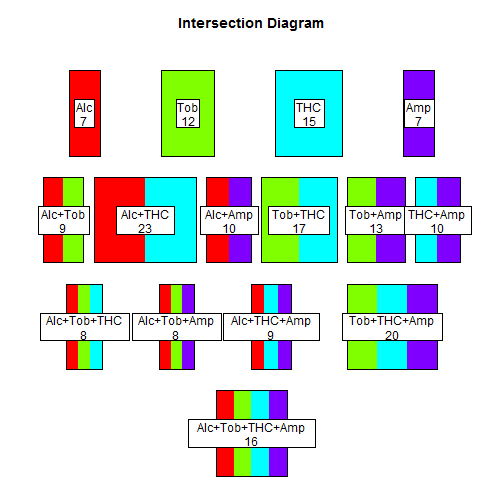 Intersection Diagram
Alc
7
Tob
12
THC
15
Amp
7
Alc+Tob
9
Alc+THC
23
Alc+Amp
10
Tob+THC
17
Tob+Amp
13
THC+Amp
10
Alc+Tob+THC
8
Alc+Tob+Amp
8
Alc+THC+Amp
9
Tob+THC+Amp
20
Alc+Tob+THC+Amp
16